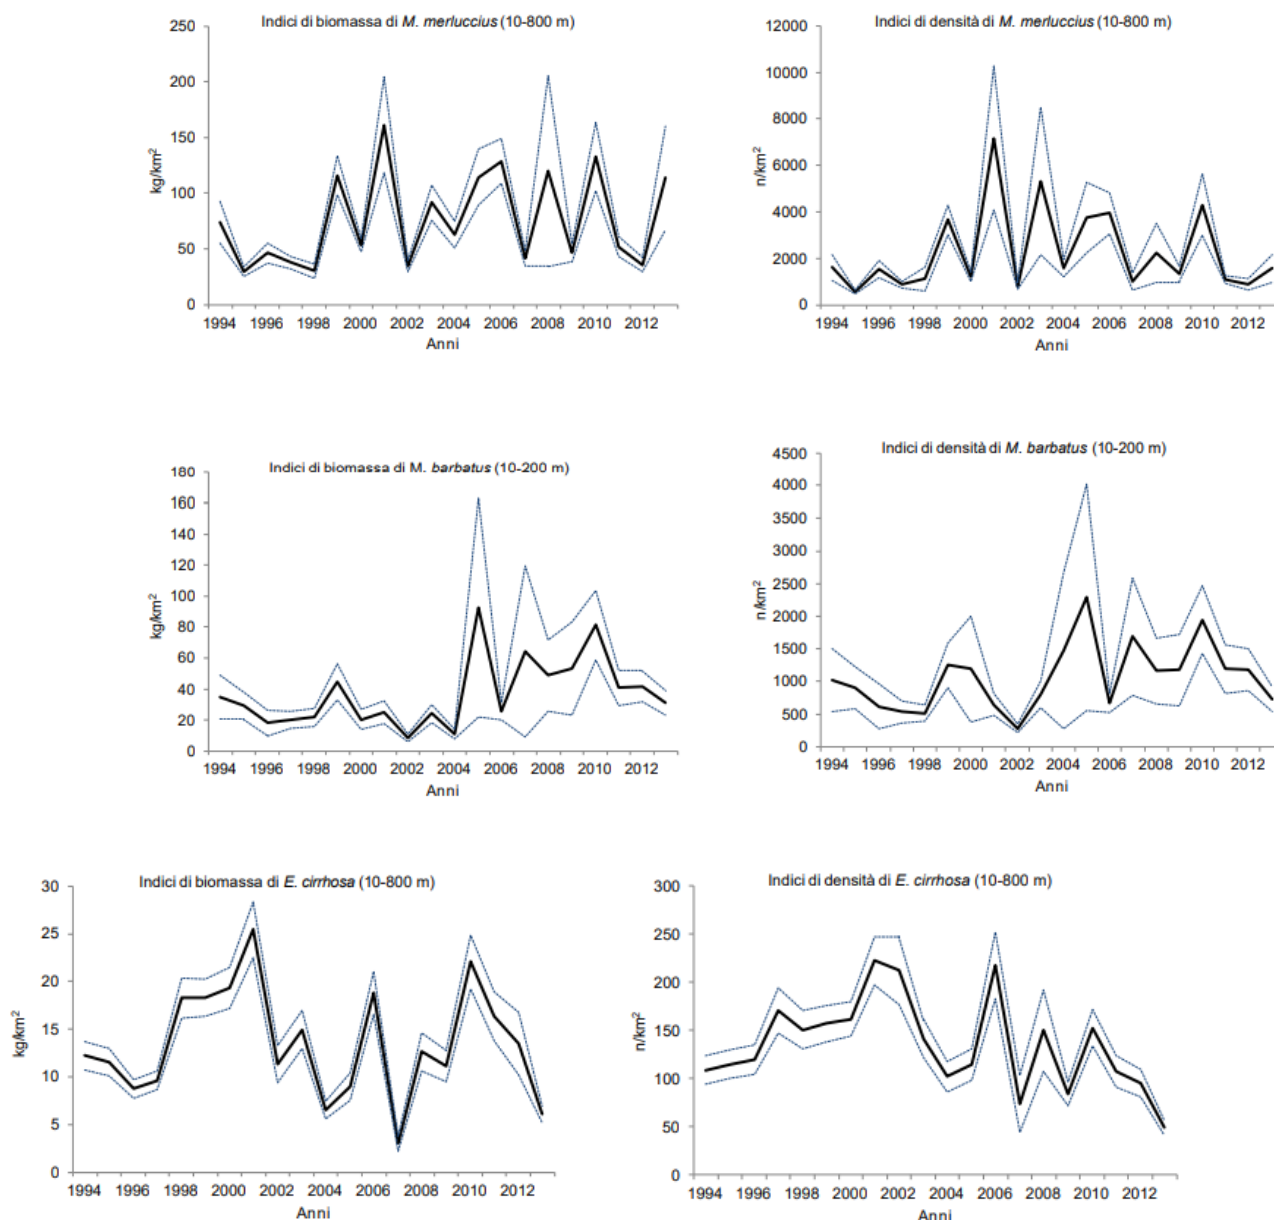 Indici di biomassa di M. merluccius (10-800 m)
250
200
150
100
50
0
kg/km²
1994 1996 1998 2000 2002 2004 2006 2008 2010 2012
Anni
Indici di densità di M. merluccius (10-800 m)
12000
10000
8000
6000
4000
2000
0
n/km²
1994 1996 1998 2000 2002 2004 2006 2008 2010 2012
Anni
Indici di biomassa di M. barbatus (10-200 m)
180
160
140
120
100
80
60
40
20
0
kg/km²
1994 1996 1998 2000 2002 2004 2006 2008 2010 2012
Anni
Indici di densità di M. barbatus (10-200 m)
4500
4000
3500
3000
2500
2000
1500
1000
500
0
n/km²
1994 1996 1998 2000 2002 2004 2006 2008 2010 2012
Anni
Indici di biomassa di E. cirrhosa (10-800 m)
30
25
20
15
10
5
0
kg/km²
1994 1996 1998 2000 2002 2004 2006 2008 2010 2012
Anni
Indici di densità di E. cirrhosa (10-800 m)
300
250
200
150
100
50
0
n/km²
1994 1996 1998 2000 2002 2004 2006 2008 2010 2012
Anni